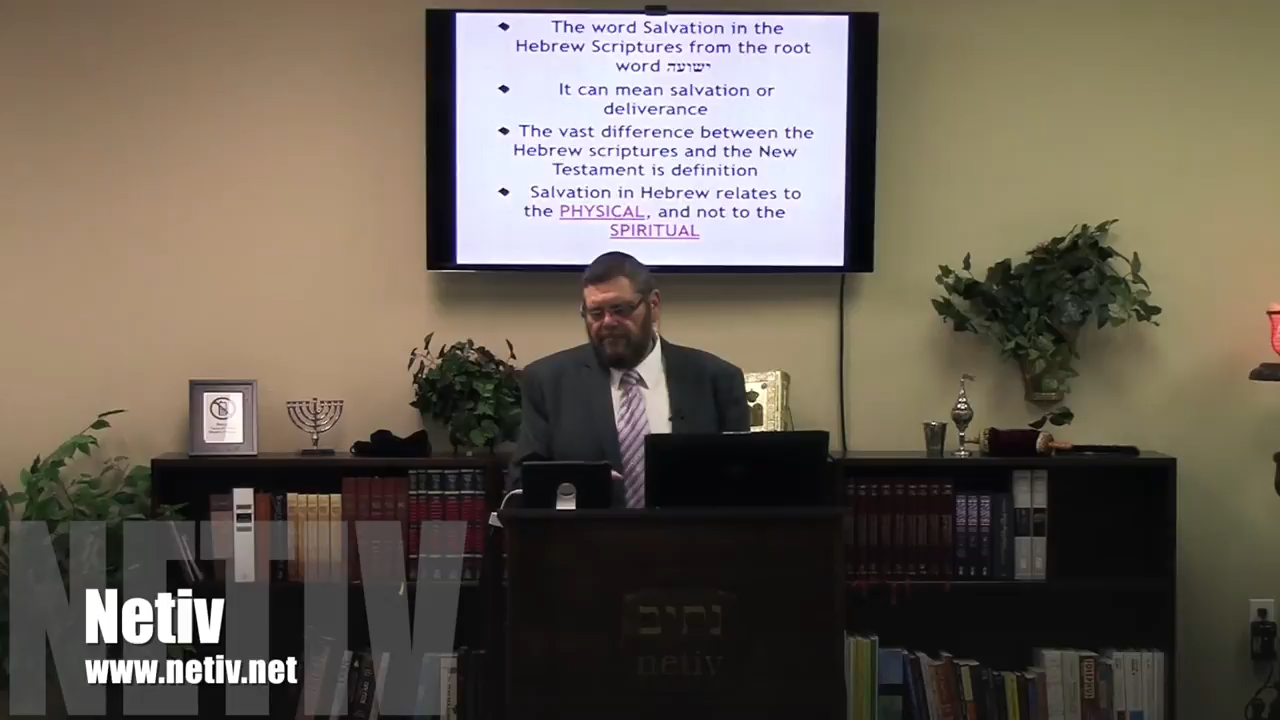 The word Salvation in the
Hebrew Scriptures from the root
word ישועה
It can mean salvation or
deliverance
The vast difference between the
Hebrew scriptures and the New
Testament is definition
Salvation in Hebrew relates to
the PHYSICAL, and not to the
SPIRITUAL
נתיב
netiv
NETIV
Netiv
www.netiv.net